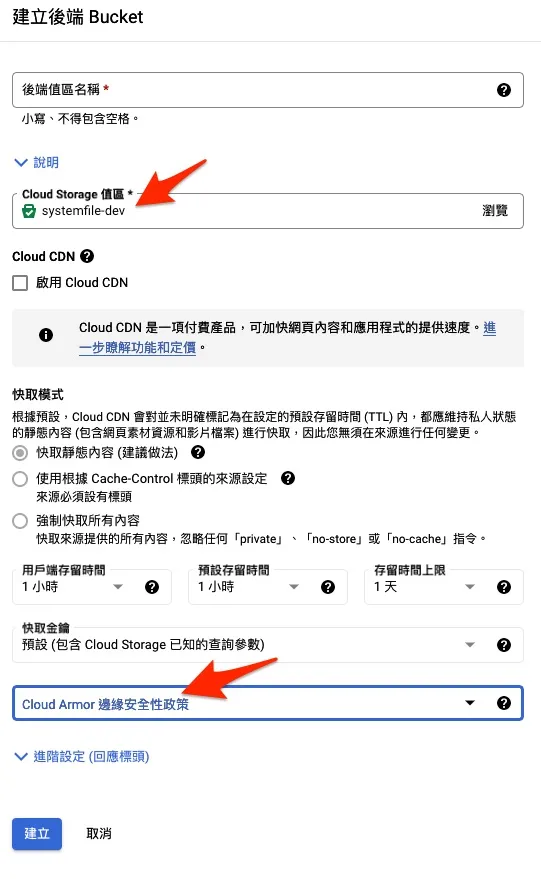 建立後端 Bucket
後端值區名稱 *
小寫、不得包含空格。
說明
Cloud Storage 值區 *
systemfile-dev
瀏覽
Cloud CDN
啟用 Cloud CDN
Cloud CDN 是一項付費產品，可加快網頁內容和應用程式的提供速度。進
一步瞭解功能和定價。
快取模式
根據預設，Cloud CDN 會對並未明確標記為在設定的預設存留時間 (TTL) 內，都應維持私人狀態
的靜態內容 (包含網頁素材資源和影片檔案) 進行快取，因此您無須在來源進行任何變更。
快取靜態內容 (建議做法)
使用根據 Cache-Control 標頭的來源設定
來源必須設有標頭
強制快取所有內容
快取來源提供的所有內容，忽略任何「private」、「no-store」或「no-cache」指令。
用戶端存留時間
1 小時
預設存留時間
1 小時
存留時間上限
1 天
快取金鑰
預設 (包含 Cloud Storage 已知的查詢參數)
Cloud Armor 邊緣安全性政策
進階設定 (回應標頭)
建立
取消